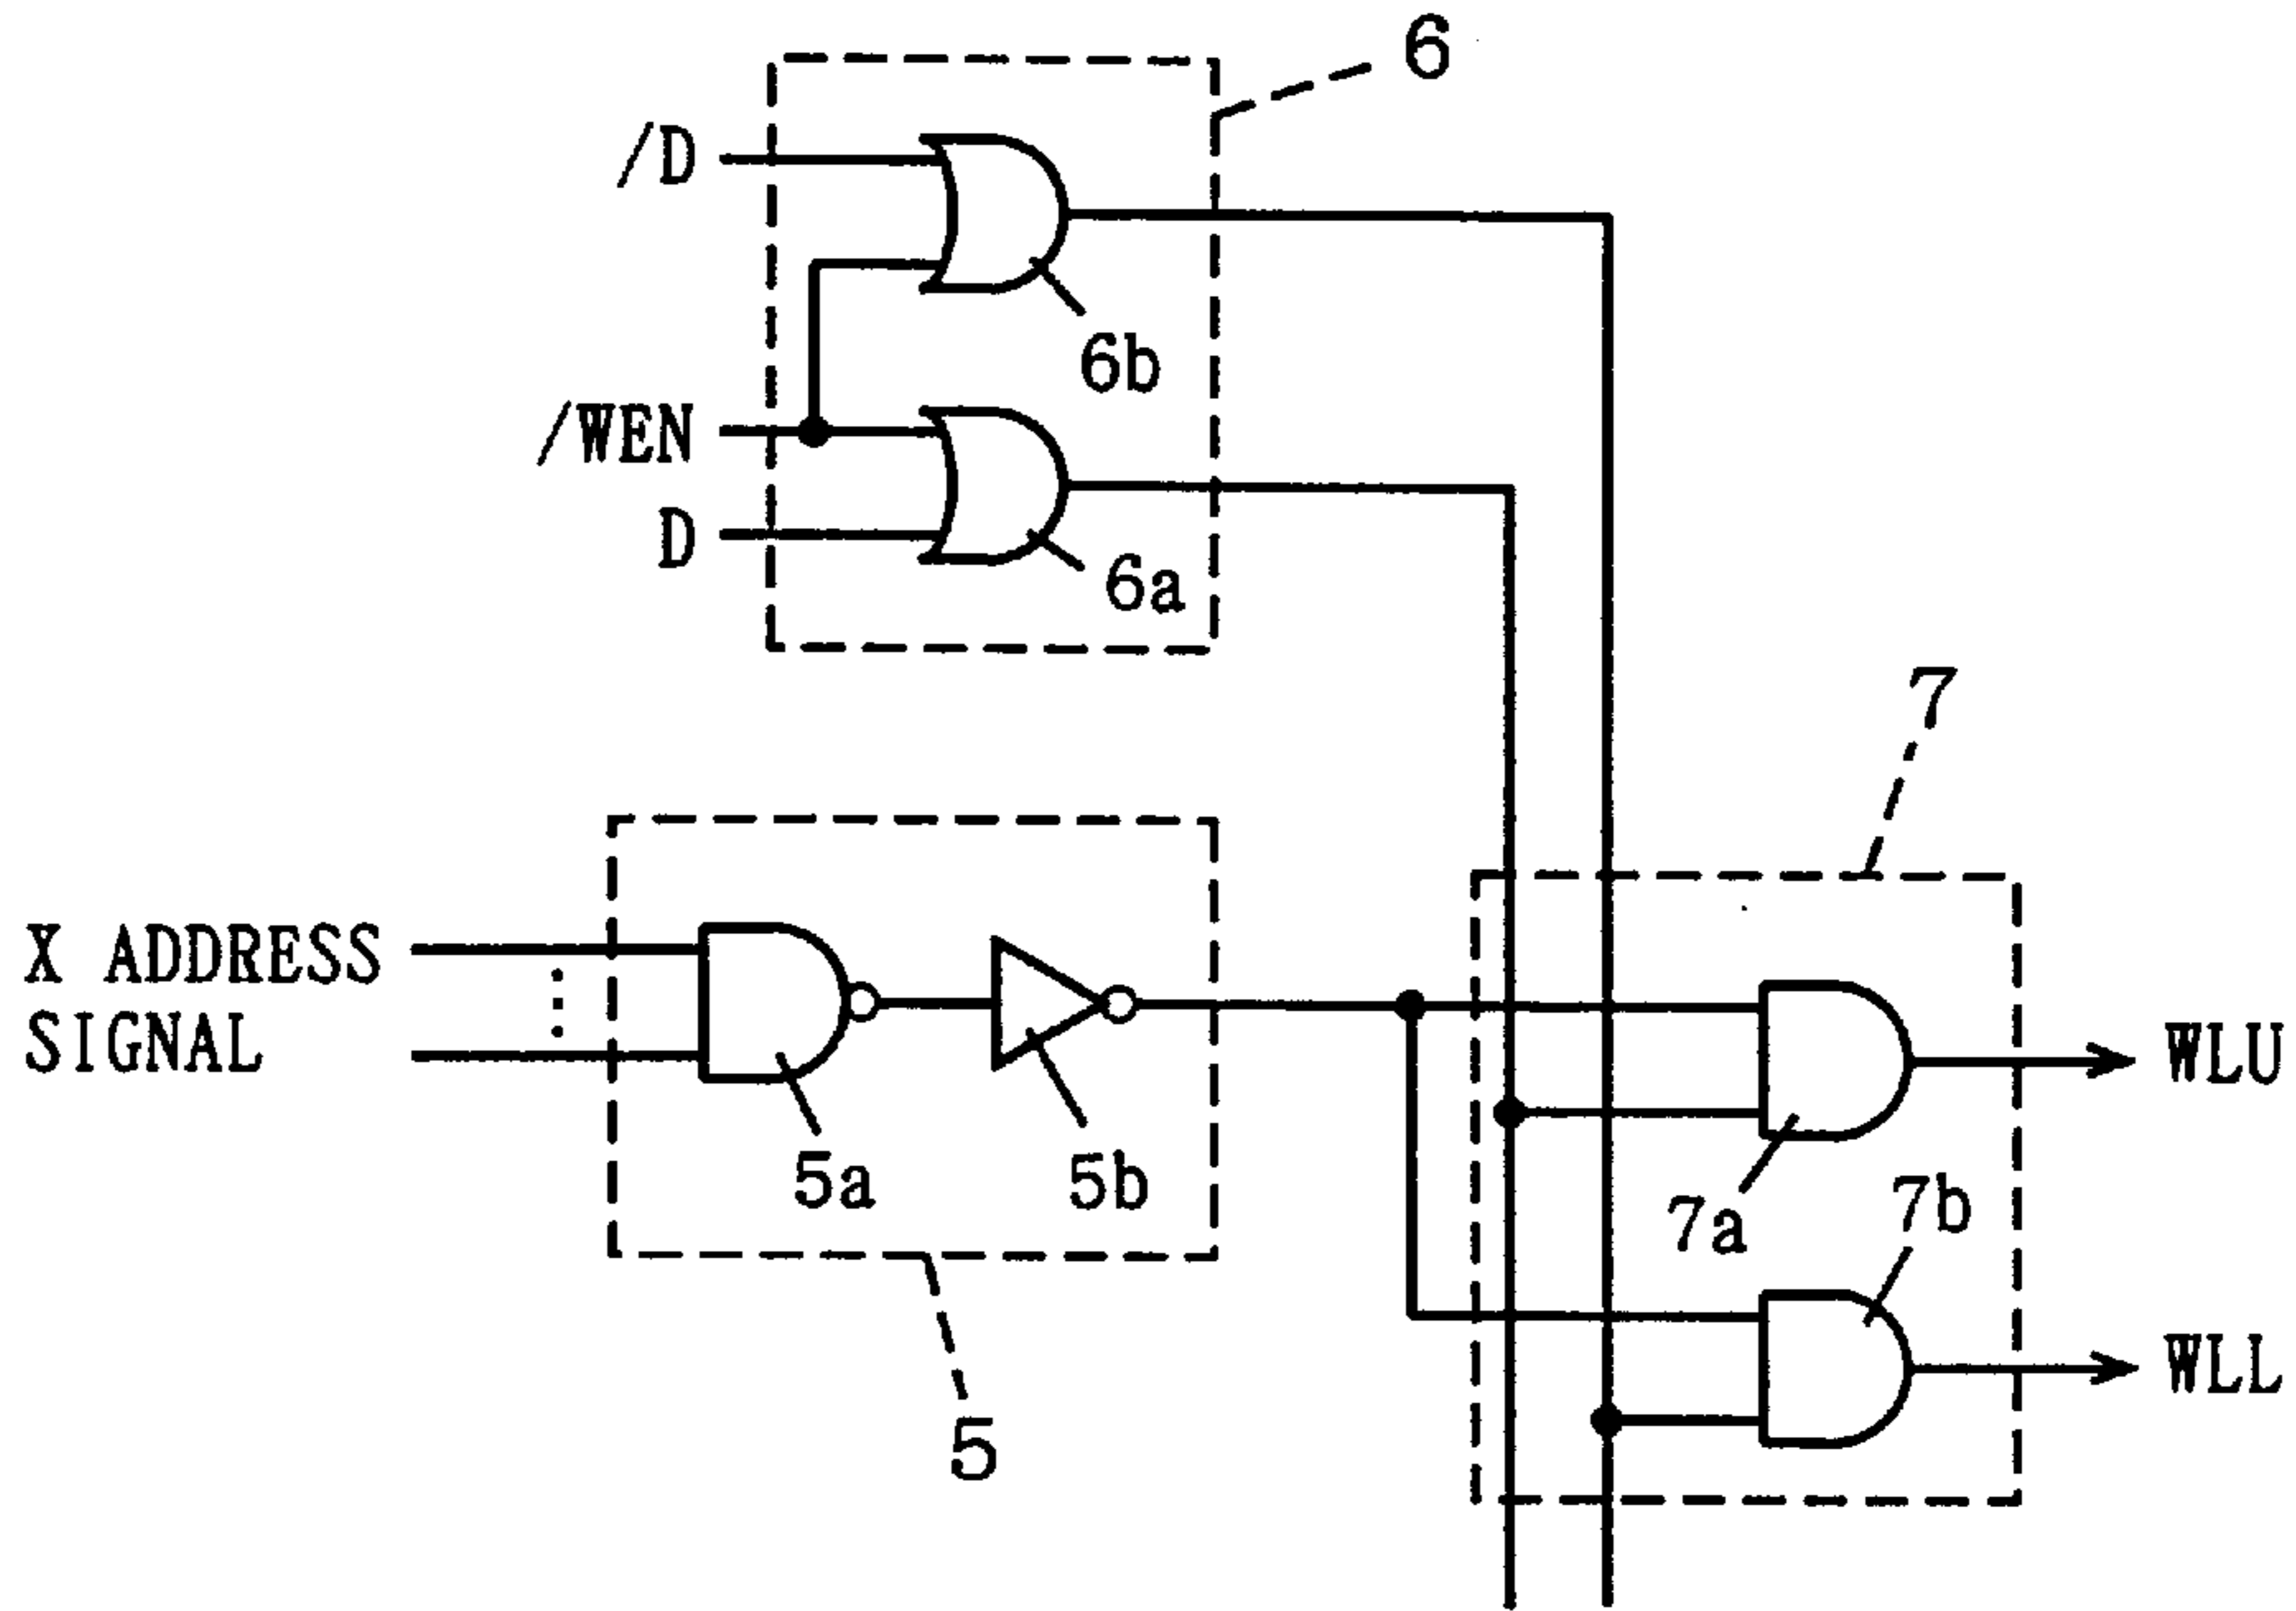 6
/D
6b
/WEN
D
6a
7
X ADDRESS
SIGNAL
WLU
5a
5b
7a
7b
WLL
5